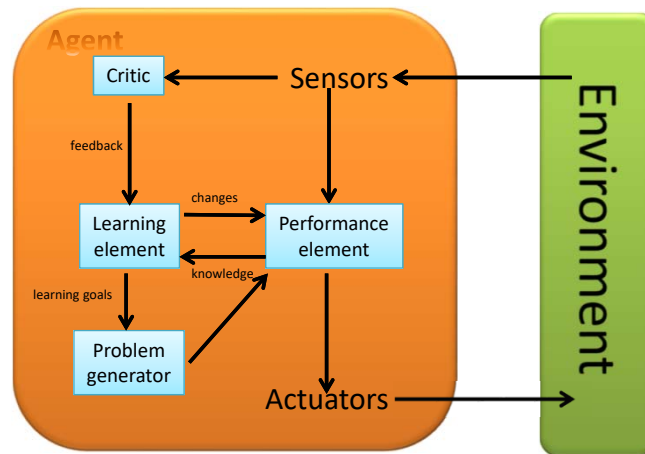 Agent
Critic
Sensors
feedback
changes
Learning
element
Performance
element
knowledge
learning goals
Problem
generator
Actuators
Environment